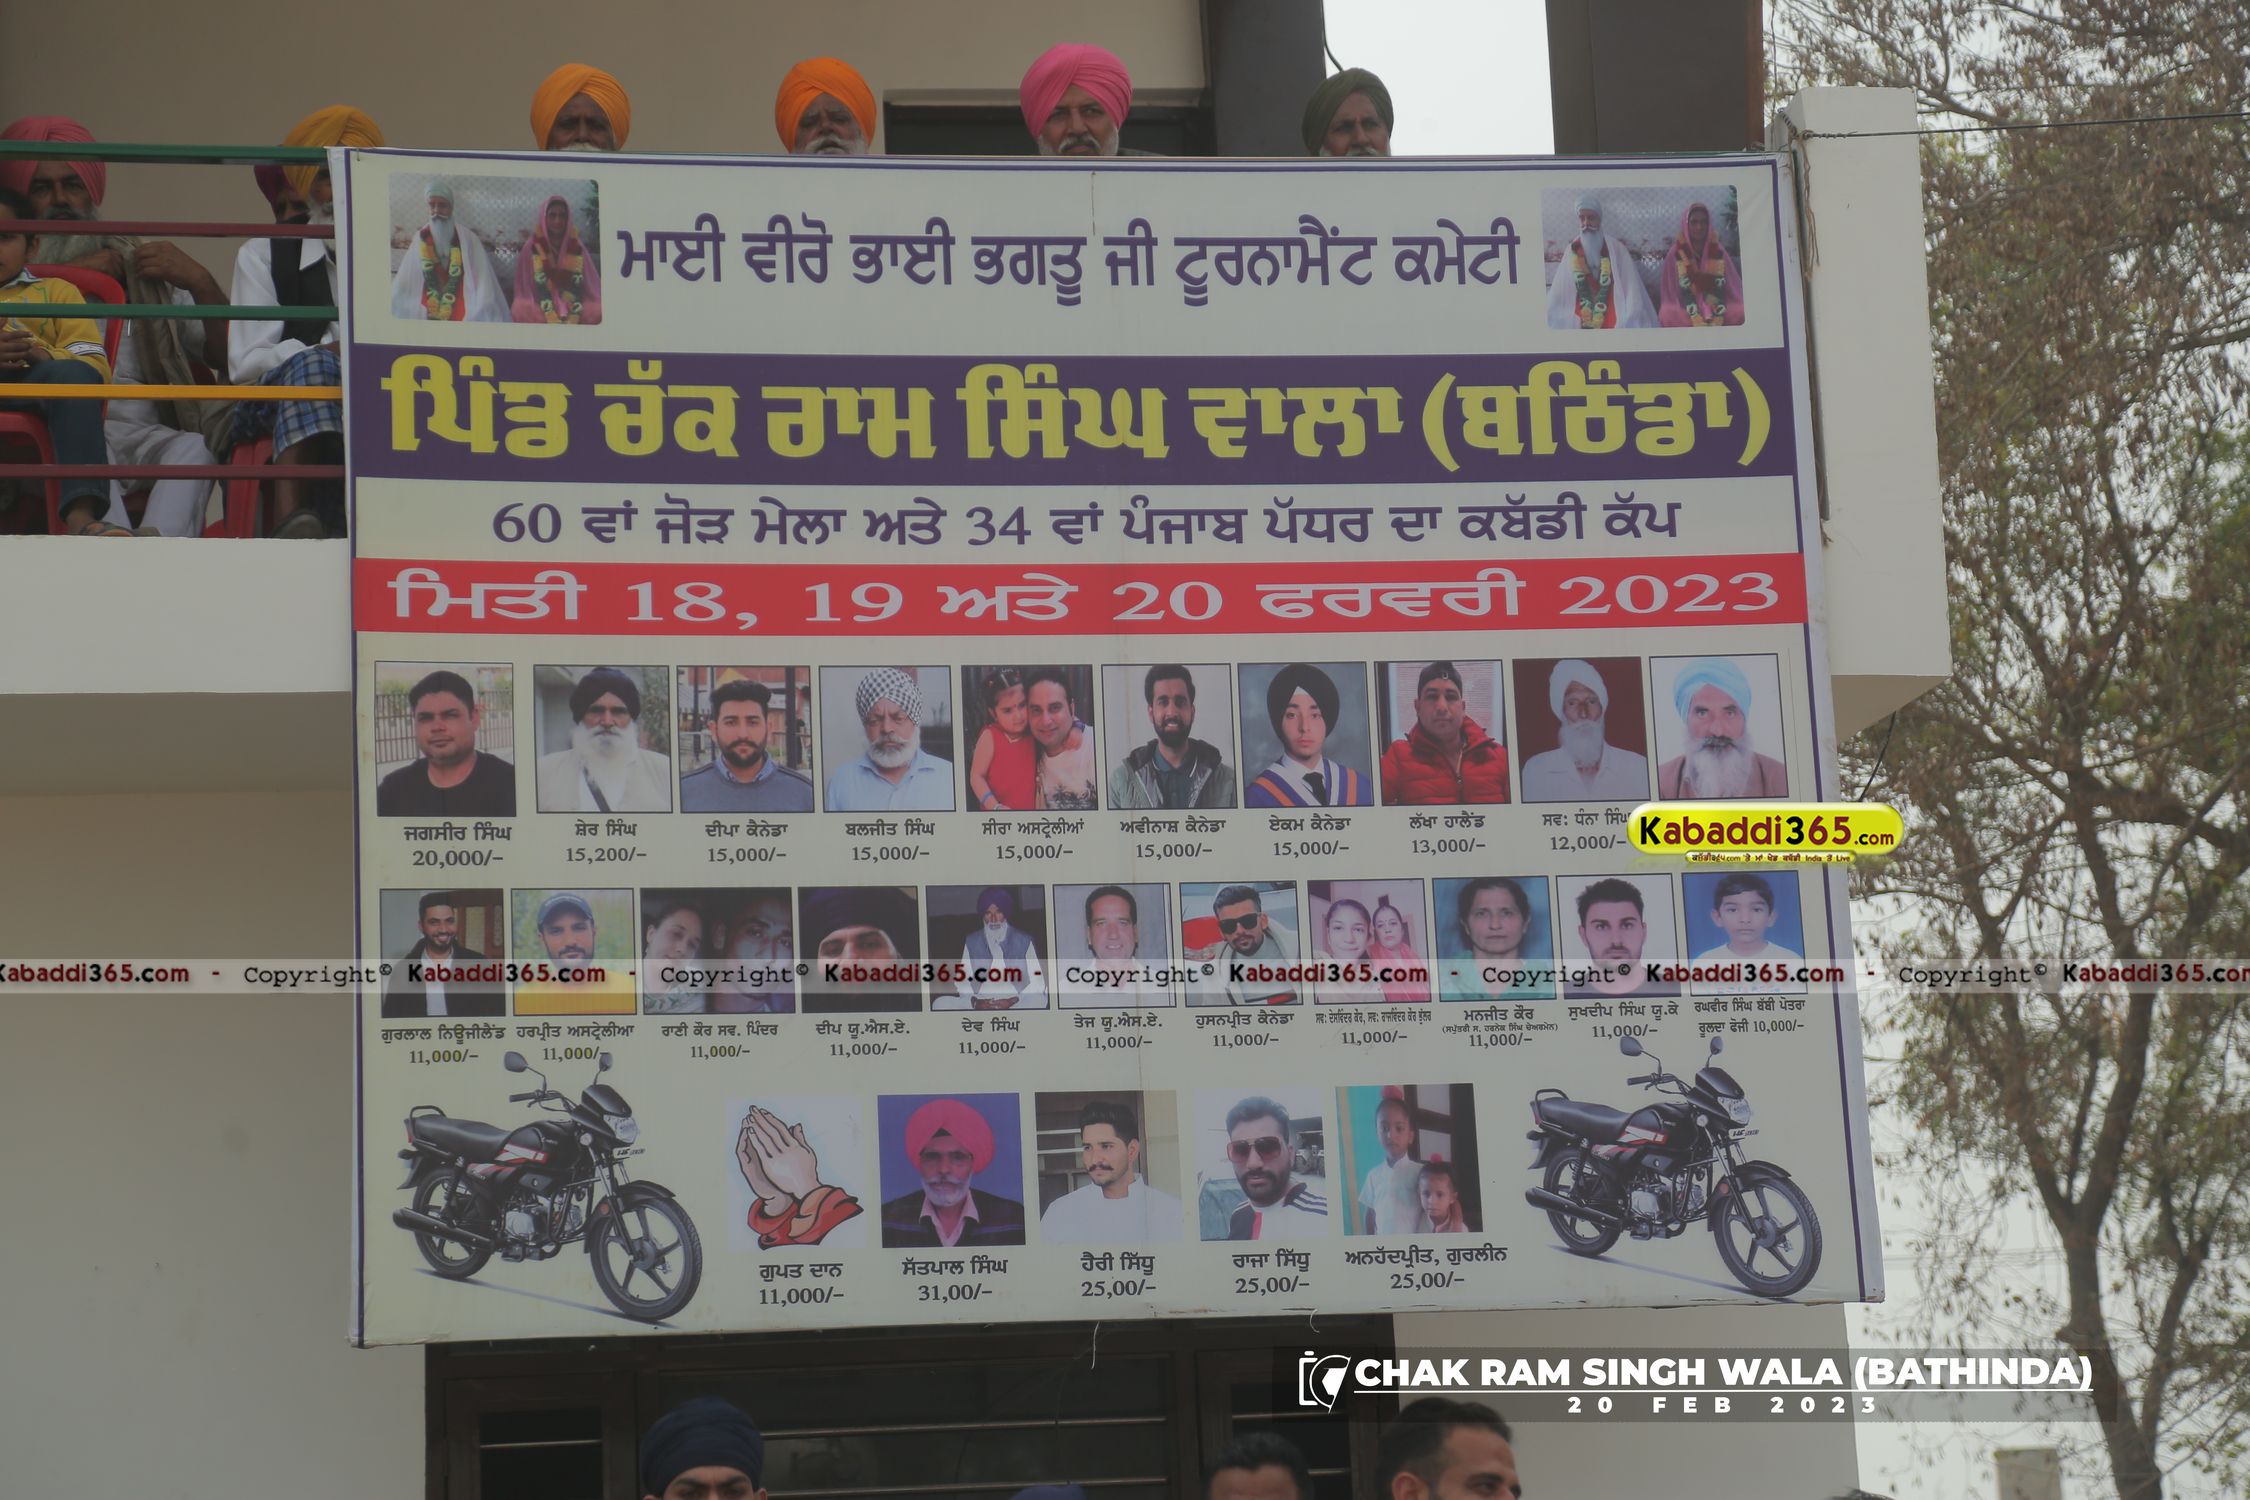 ਮਾਈ ਵੀਰੋ ਭਾਈ ਭਗਤੂ ਜੀ ਟੂਰਨਾਮੈਂਟ ਕਮੇਟੀ
ਪਿੰਡ ਚੱਕ ਰਾਮ ਸਿੰਘ ਵਾਲਾ (ਬਠਿੰਡਾ)
60 ਵਾਂ ਜੋੜ ਮੇਲਾ ਅਤੇ 34 ਵਾਂ ਪੰਜਾਬ ਪੱਧਰ ਦਾ ਕਬੱਡੀ ਕੱਪ
ਮਿਤੀ 18, 19 ਅਤੇ 20 ਫਰਵਰੀ 2023
ਜਗਸੀਰ ਸਿੰਘ ਸ਼ੇਰ ਸਿੰਘ ਦੀਪਾ ਕੈਨੇਡਾ ਬਲਜੀਤ ਸਿੰਘ ਸੀਰਾ ਅਸਟ੍ਰੇਲੀਆਂ ਅਵੀਨਾਸ਼ ਕੈਨੇਡਾ ਏਕਮ ਕੈਨੇਡਾ ਲੱਖਾ ਹਾਲੈਂਡ ਸਵ: ਧੰਨਾ ਸਿੰਘ
20,000/- 15,200/- 15,000/- 15,000/- 15,000/- 15,000/- 15,000/- 13,000/- 12,000/-
Kabaddi365.com
Kabaddi365.com - Copyright© Kabaddi365.com - Copyright© Kabaddi365.com - Copyright© Kabaddi365.com - Copyright© Kabaddi365.com - Copyright© Kabaddi365.com
ਗੁਰਲਾਲ ਨਿਊਜੀਲੈਂਡ ਹਰਪ੍ਰੀਤ ਅਸਟ੍ਰੇਲੀਆ ਰਾਣੀ ਕੌਰ ਸਵ. ਪਿੰਦਰ ਦੀਪ ਯੂ.ਐਸ.ਏ. ਦੇਵ ਸਿੰਘ ਤੇਜ ਯੂ.ਐਸ.ਏ. ਹੁਸਨਪ੍ਰੀਤ ਕੈਨੇਡਾ ਮਨਜੀਤ ਕੌਰ ਸੁਖਦੀਪ ਸਿੰਘ ਯੂ.ਕੇ ਰਘਵੀਰ ਸਿੰਘ ਬੱਬੀ ਪੋਤਰਾ
ਰੂਲਦਾ ਫੌਜੀ 10,000/-
11,000/- 11,000/- 11,000/- 11,000/- 11,000/- 11,000/- 11,000/- 11,000/- 11,000/- 11,000/-
ਗੁਪਤ ਦਾਨ ਸੱਤਪਾਲ ਸਿੰਘ ਹੈਰੀ ਸਿੱਧੂ ਰਾਜਾ ਸਿੱਧੂ ਅਨਹੱਦਪ੍ਰੀਤ, ਗੁਰਲੀਨ
11,000/- 31,00/- 25,00/- 25,00/- 25,00/-
CHAK RAM SINGH WALA (BATHINDA)
20 FEB 2023